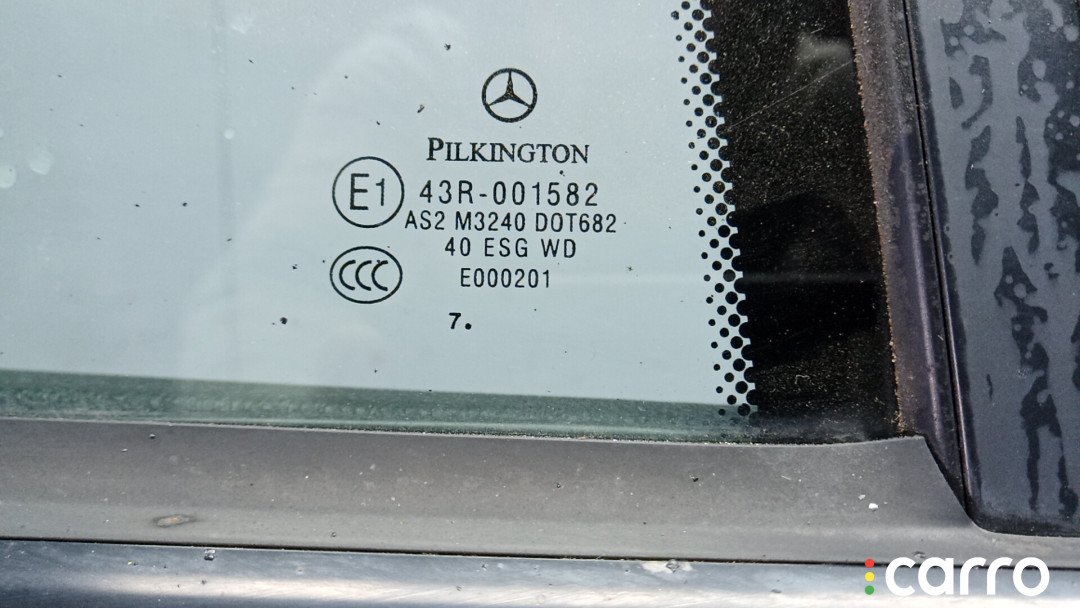 PILKINGTON
E1 43R-001582
AS2 M3240 DOT682
40 ESG WD
CCC E000201
7.
carro